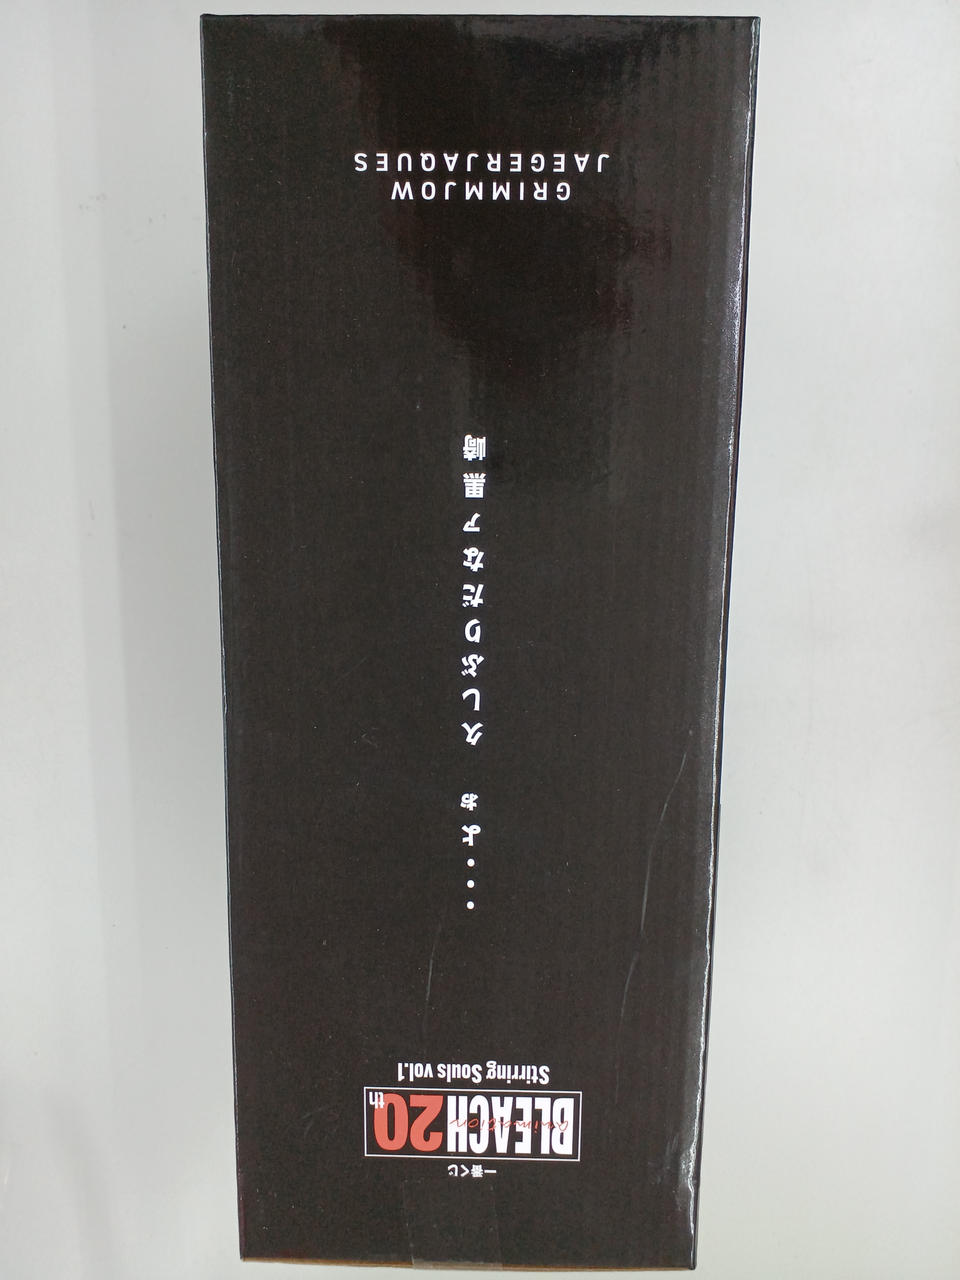 一番くじ
BLEACH 20th
Animation
Stirring Souls vol.1
・・・よぉ 久しぶりだなァ黒崎
GRIMMJOW
JAEGERJAQUES